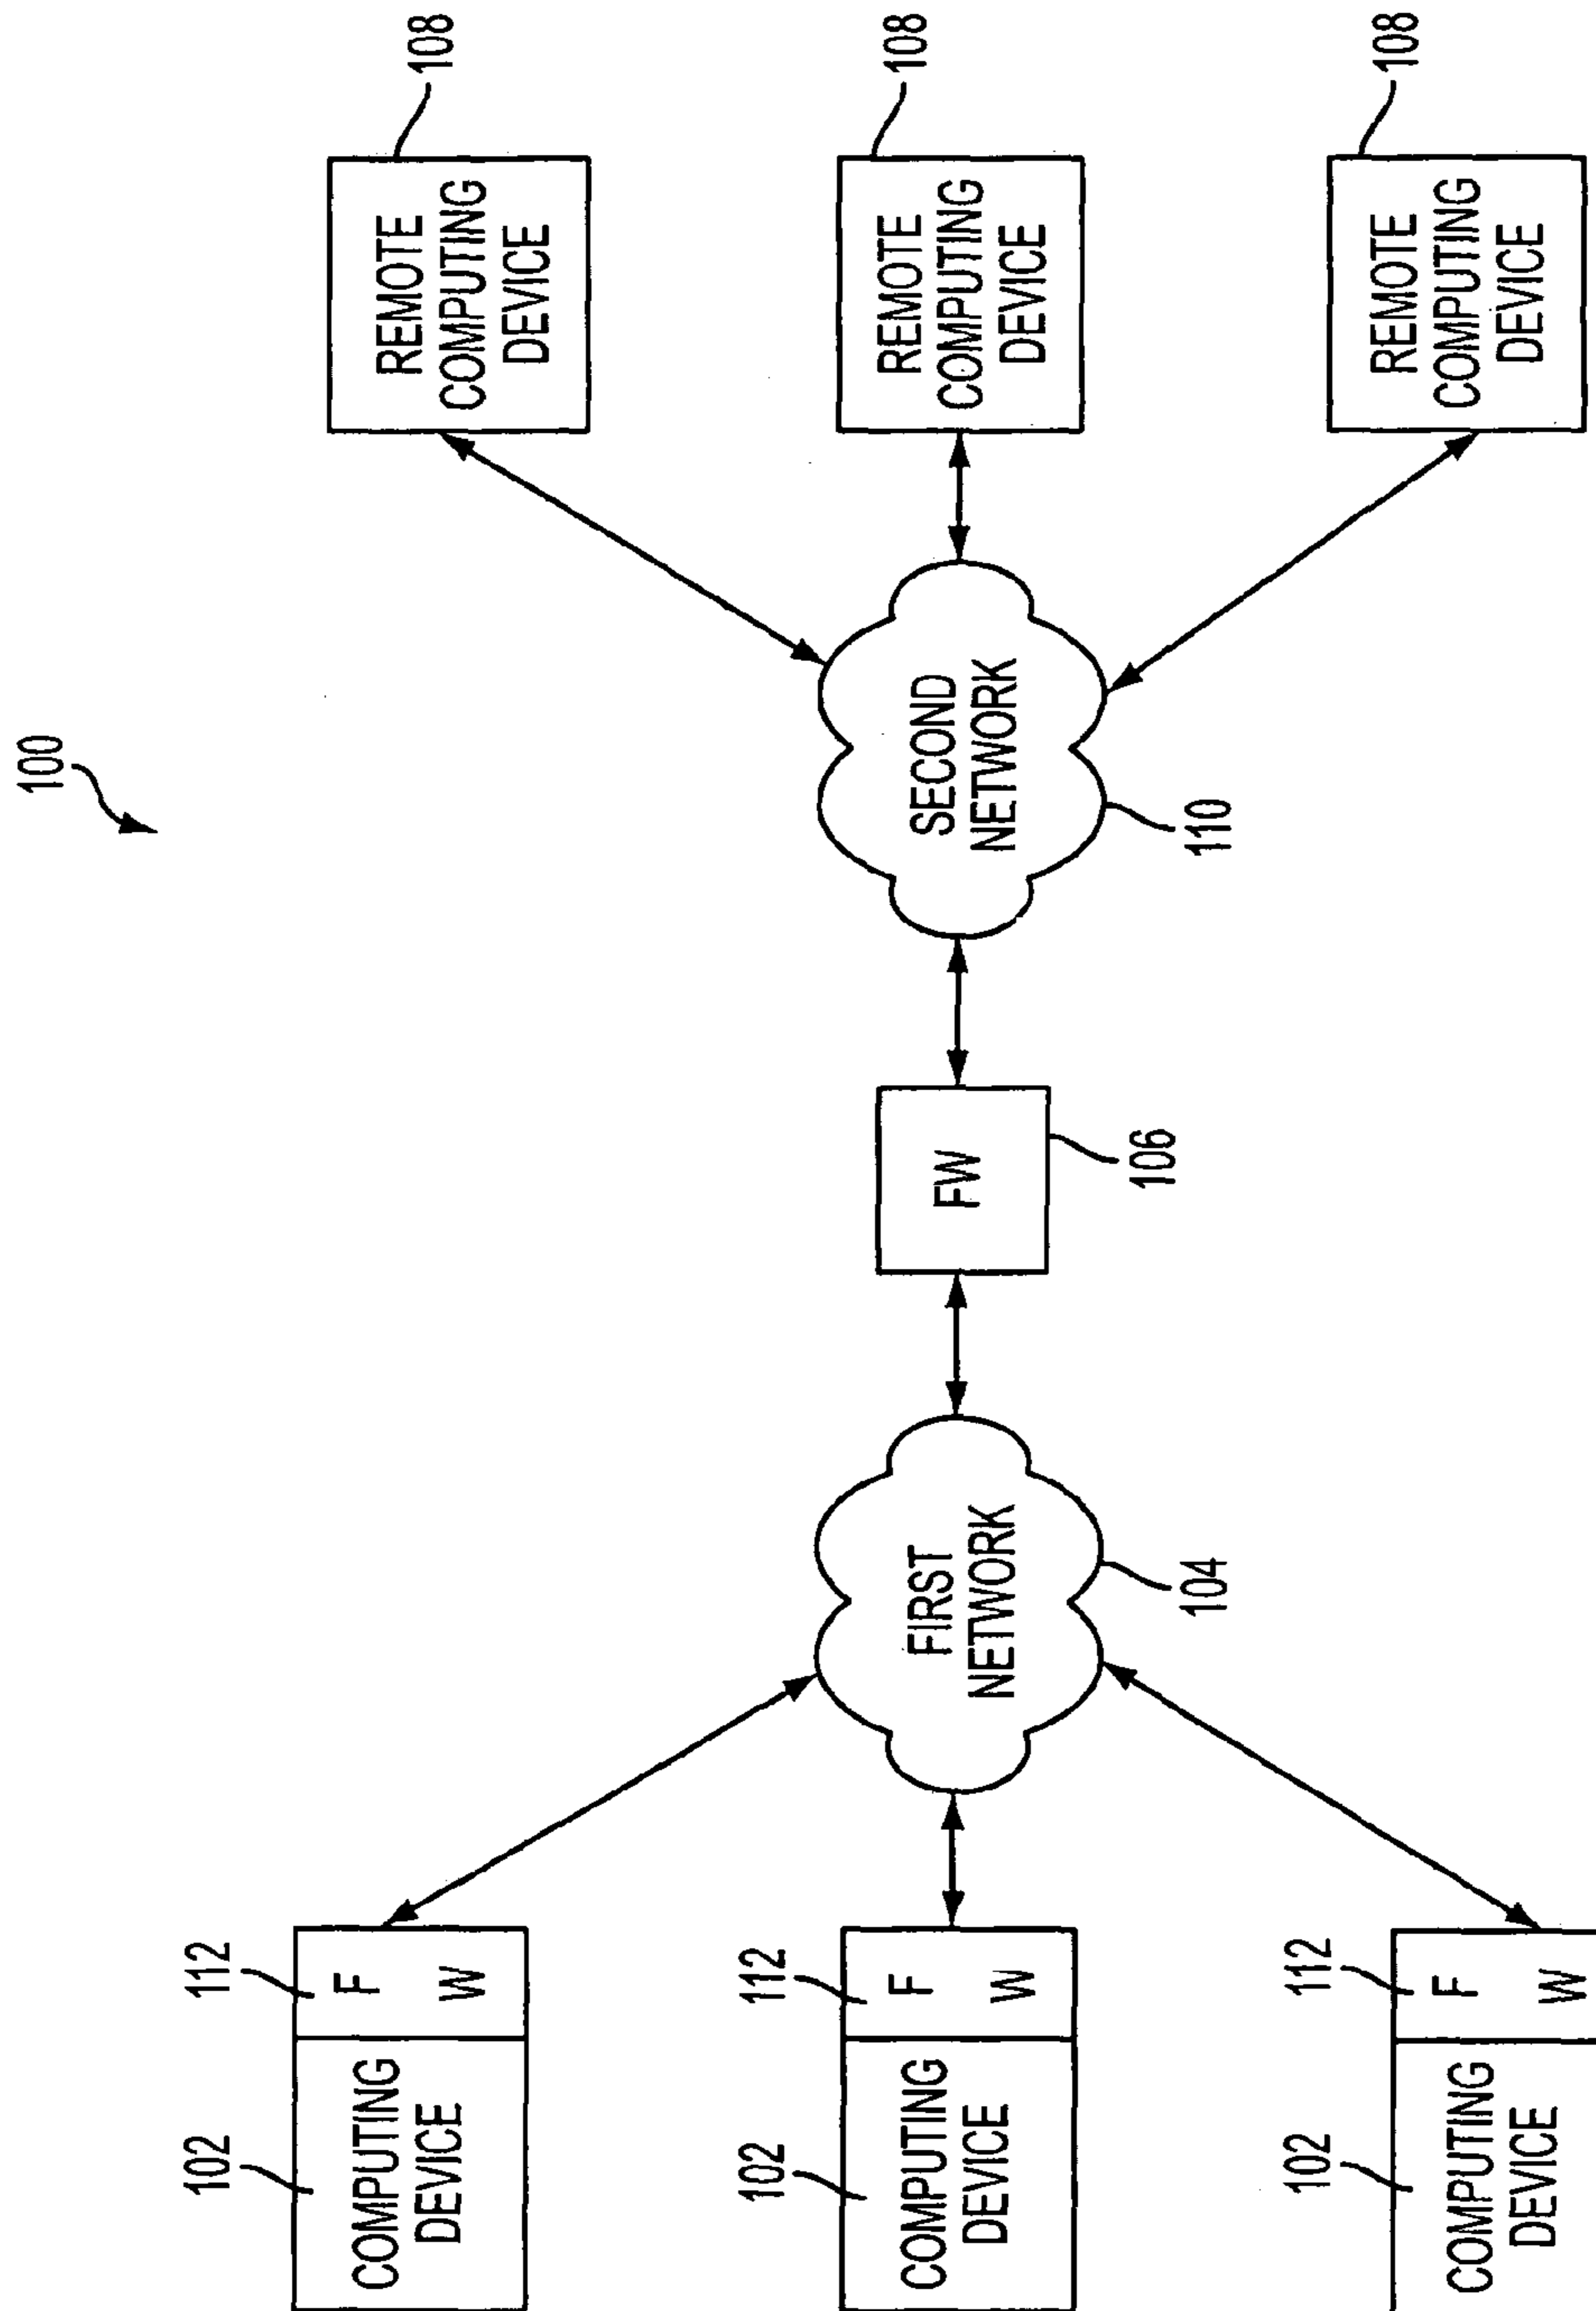 100
102
112
COMPUTING
DEVICE
F
W
102
112
COMPUTING
DEVICE
F
W
102
112
COMPUTING
DEVICE
F
W
FIRST
NETWORK
104
FW
106
SECOND
NETWORK
110
108
REMOTE
COMPUTING
DEVICE
108
REMOTE
COMPUTING
DEVICE
108
REMOTE
COMPUTING
DEVICE